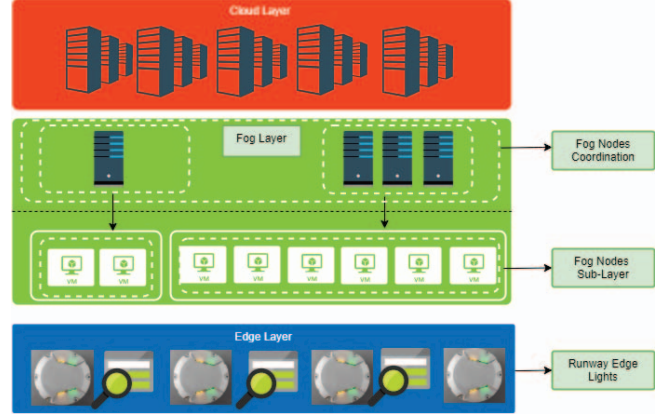 Cloud Layer
Fog Layer
Fog Nodes
Coordination
VM
VM
VM
VM
VM
VM
VM
VM
Fog Nodes
Sub-Layer
Edge Layer
Runway Edge
Lights